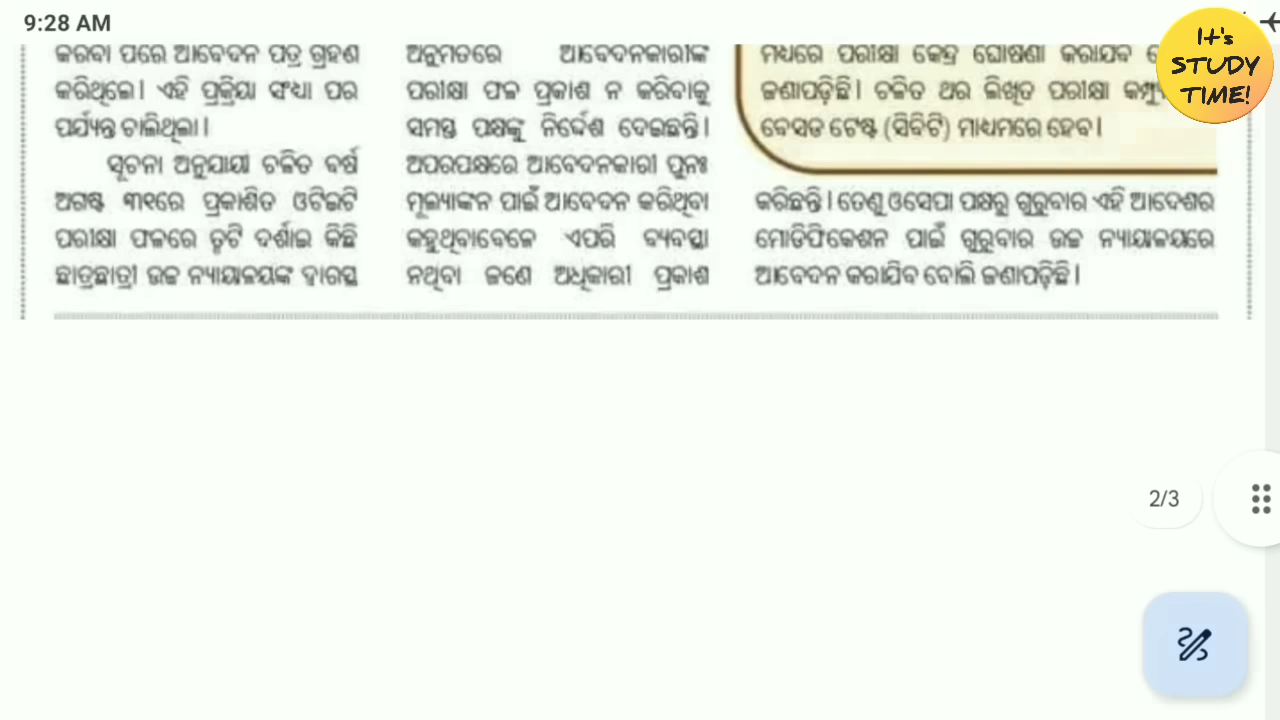 9:28 AM
It's
STUDY
TIME!
କରିବା ପରେ ଆବେଦନ ପତ୍ର ଗ୍ରହଣ
କରିଥିଲେ। ଏହି ପ୍ରକ୍ରିୟା ସଂଧ୍ୟା ପର
ପର୍ଯ୍ୟନ୍ତ ଚାଲିଥିଲା।
ସୂଚନା ଅନୁଯାୟୀ ଚଳିତ ବର୍ଷ
ଅଗଷ୍ଟ ୩୧ରେ ପ୍ରକାଶିତ ଓଟିଇଟି
ପରୀକ୍ଷା ଫଳରେ ତ୍ରୁଟି ଦର୍ଶାଇ କିଛି
ଛାତ୍ରଛାତ୍ରୀ ଉଚ୍ଚ ନ୍ୟାୟାଳୟଙ୍କ ଦ୍ବାରସ୍ଥ
ଅନୁମତରେ ଆବେଦନକାରୀଙ୍କ
ପରୀକ୍ଷା ଫଳ ପ୍ରକାଶ ନ କରିବାକୁ
ସମସ୍ତ ପକ୍ଷଙ୍କୁ ନିର୍ଦ୍ଦେଶ ଦେଇଛନ୍ତି।
ଅପରପକ୍ଷରେ ଆବେଦନକାରୀ ପୁନଃ
ମୂଲ୍ୟାଙ୍କନ ପାଇଁ ଆବେଦନ କରିଥିବା
କହୁଥିବାବେଳେ ଏପରି ବ୍ୟବସ୍ଥା
ନଥିବା ଜଣେ ଅଧିକାରୀ ପ୍ରକାଶ
ମଧ୍ୟରେ ପରୀକ୍ଷା କେନ୍ଦ୍ର ଘୋଷଣା କରାଯିବ
ଜଣାପଡ଼ିଛି। ଚଳିତ ଥର ଲିଖିତ ପରୀକ୍ଷା
ବେସଡ ଟେଷ୍ଟ (ସିବିଟି) ମାଧ୍ୟମରେ ହେବ।
କରିଛନ୍ତି। ତେଣୁ ଓସେପା ପକ୍ଷରୁ ଗୁରୁବାର ଏହି ଆଦେଶର
ମୋଡିଫିକେଶନ ପାଇଁ ଗୁରୁବାର ଉଚ୍ଚ ନ୍ୟାୟାଳୟରେ
ଆବେଦନ କରାଯିବ ବୋଲି ଜଣାପଡ଼ିଛି।
2/3